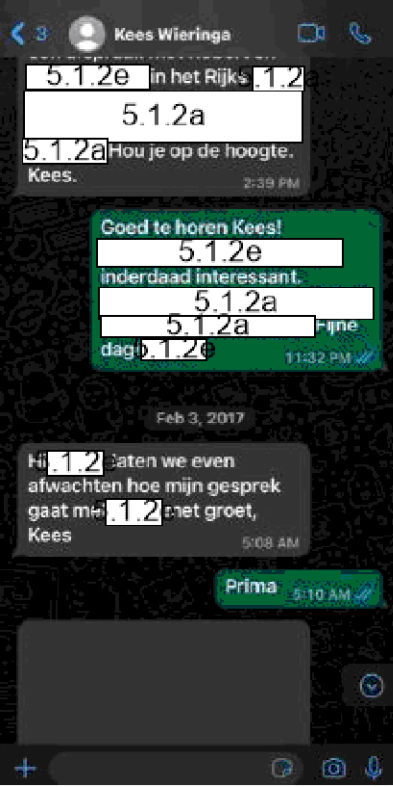 3 Kees Wieringa
5.1.2e in het Rijks 5.1.2a
5.1.2a
5.1.2a Hou je op de hoogte.
Kees.
2:39 PM
Goed te horen Kees!
5.1.2e
inderdaad interessant.
5.1.2a
5.1.2a Fijne
dag 5.1.2e
11:32 PM
Feb 3, 2017
Hi 5.1.2 laten we even
afwachten hoe mijn gesprek
gaat me 5.1.2 met groet,
Kees
5:08 AM
Prima
5:10 AM